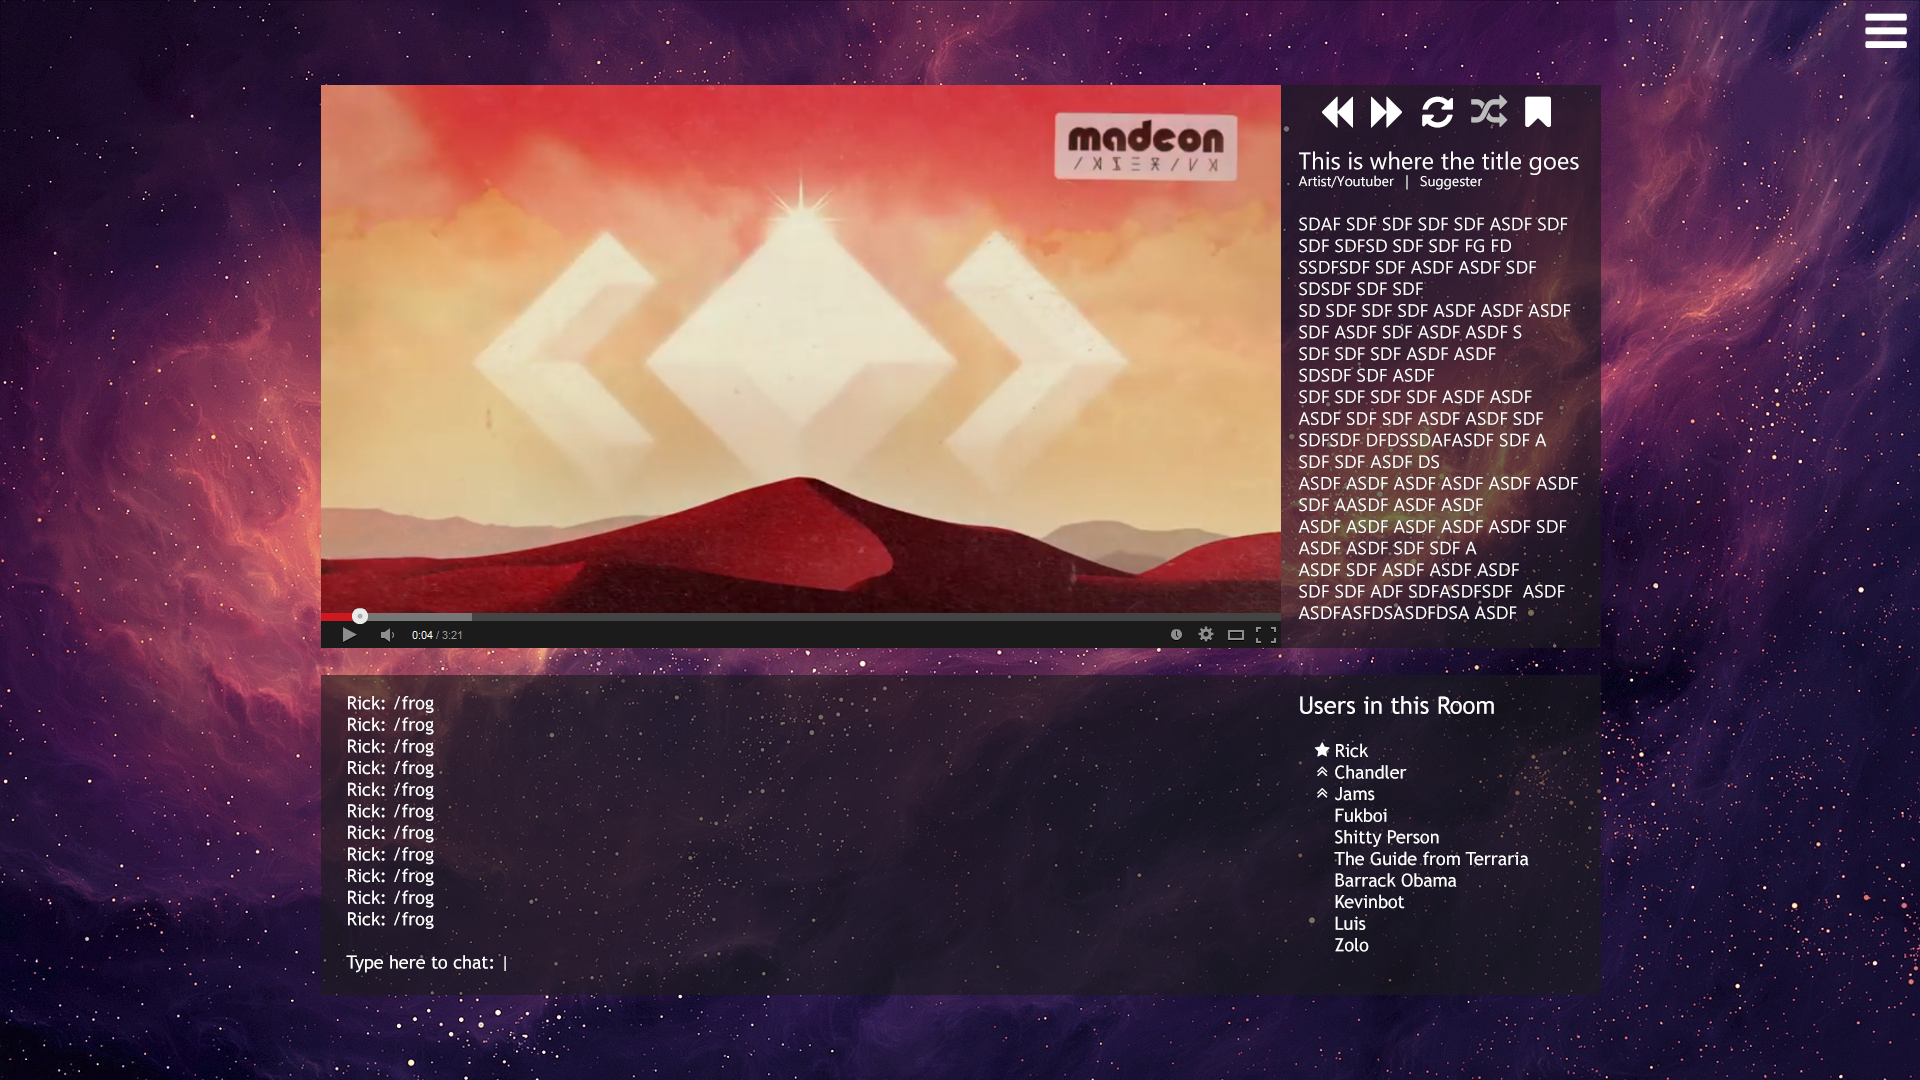 madeon
This is where the title goes
Artist/Youtuber | Suggester
SDAF SDF SDF SDF SDF ASDF SDF
SDF SDFSD SDF SDF FG FD
SSDFSDF SDF ASDF ASDF SDF
SDSDF SDF SDF
SD SDF SDF SDF ASDF ASDF ASDF
SDF ASDF SDF ASDF ASDF S
SDF SDF SDF ASDF ASDF
SDSDF SDF ASDF
SDF SDF SDF SDF ASDF ASDF
ASDF SDF SDF ASDF ASDF SDF
SDFSDF DFDSSDAFASDF SDF A
SDF SDF ASDF DS
ASDF ASDF ASDF ASDF ASDF ASDF
SDF AASDF ASDF ASDF
ASDF ASDF ASDF ASDF ASDF SDF
ASDF ASDF SDF SDF A
ASDF SDF ASDF ASDF ASDF
SDF SDF ADF SDFASDFSDF ASDF
ASDFASFDSASDFDSA ASDF
0:04 / 3:21
Rick: /frog
Rick: /frog
Rick: /frog
Rick: /frog
Rick: /frog
Rick: /frog
Rick: /frog
Rick: /frog
Rick: /frog
Rick: /frog
Rick: /frog
Type here to chat: |
Users in this Room
Rick
Chandler
Jams
Fukboi
Shitty Person
The Guide from Terraria
Barrack Obama
Kevinbot
Luis
Zolo